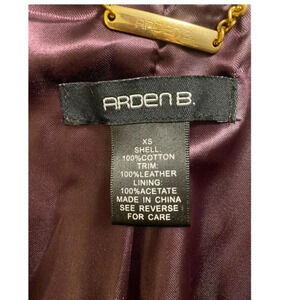 ARDEN B.
XS
SHELL:
100%COTTON
TRIM:
100%LEATHER
LINING:
100%ACETATE
MADE IN CHINA
SEE REVERSE
FOR CARE